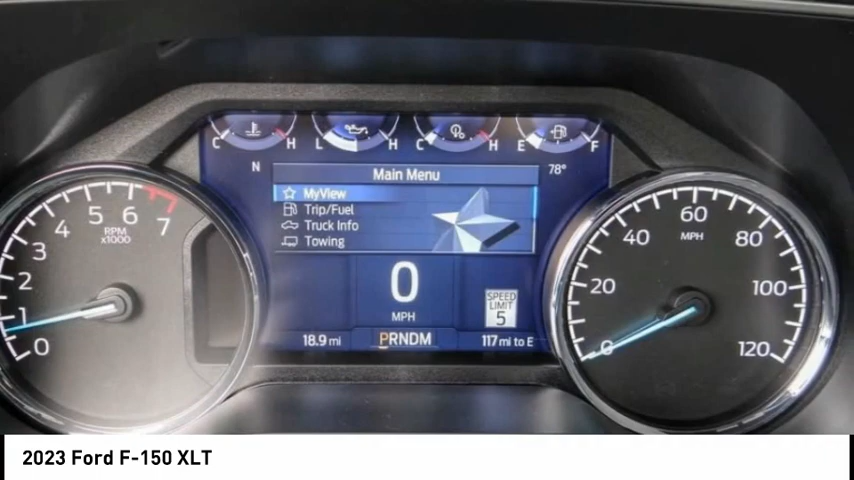 C H L H C H E F
N 78°
Main Menu
MyView
Trip/Fuel
Truck Info
Towing
0
MPH
SPEED
LIMIT
5
18.9 mi PRNDM 117 mi to E
0 1 2 3 4 5 6 7
RPM
x1000
0 20 40 60 80 100 120
MPH
2023 Ford F-150 XLT